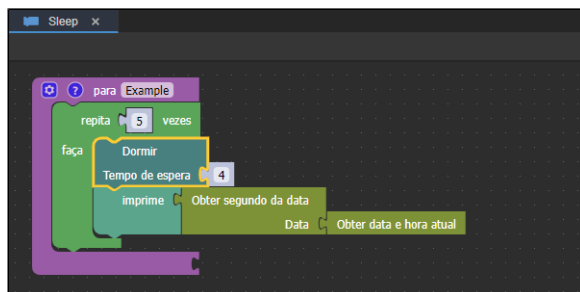 Sleep ×
? para Example
repita 5 vezes
faça Dormir
Tempo de espera 4
imprime Obter segundo da data
Data Obter data e hora atual